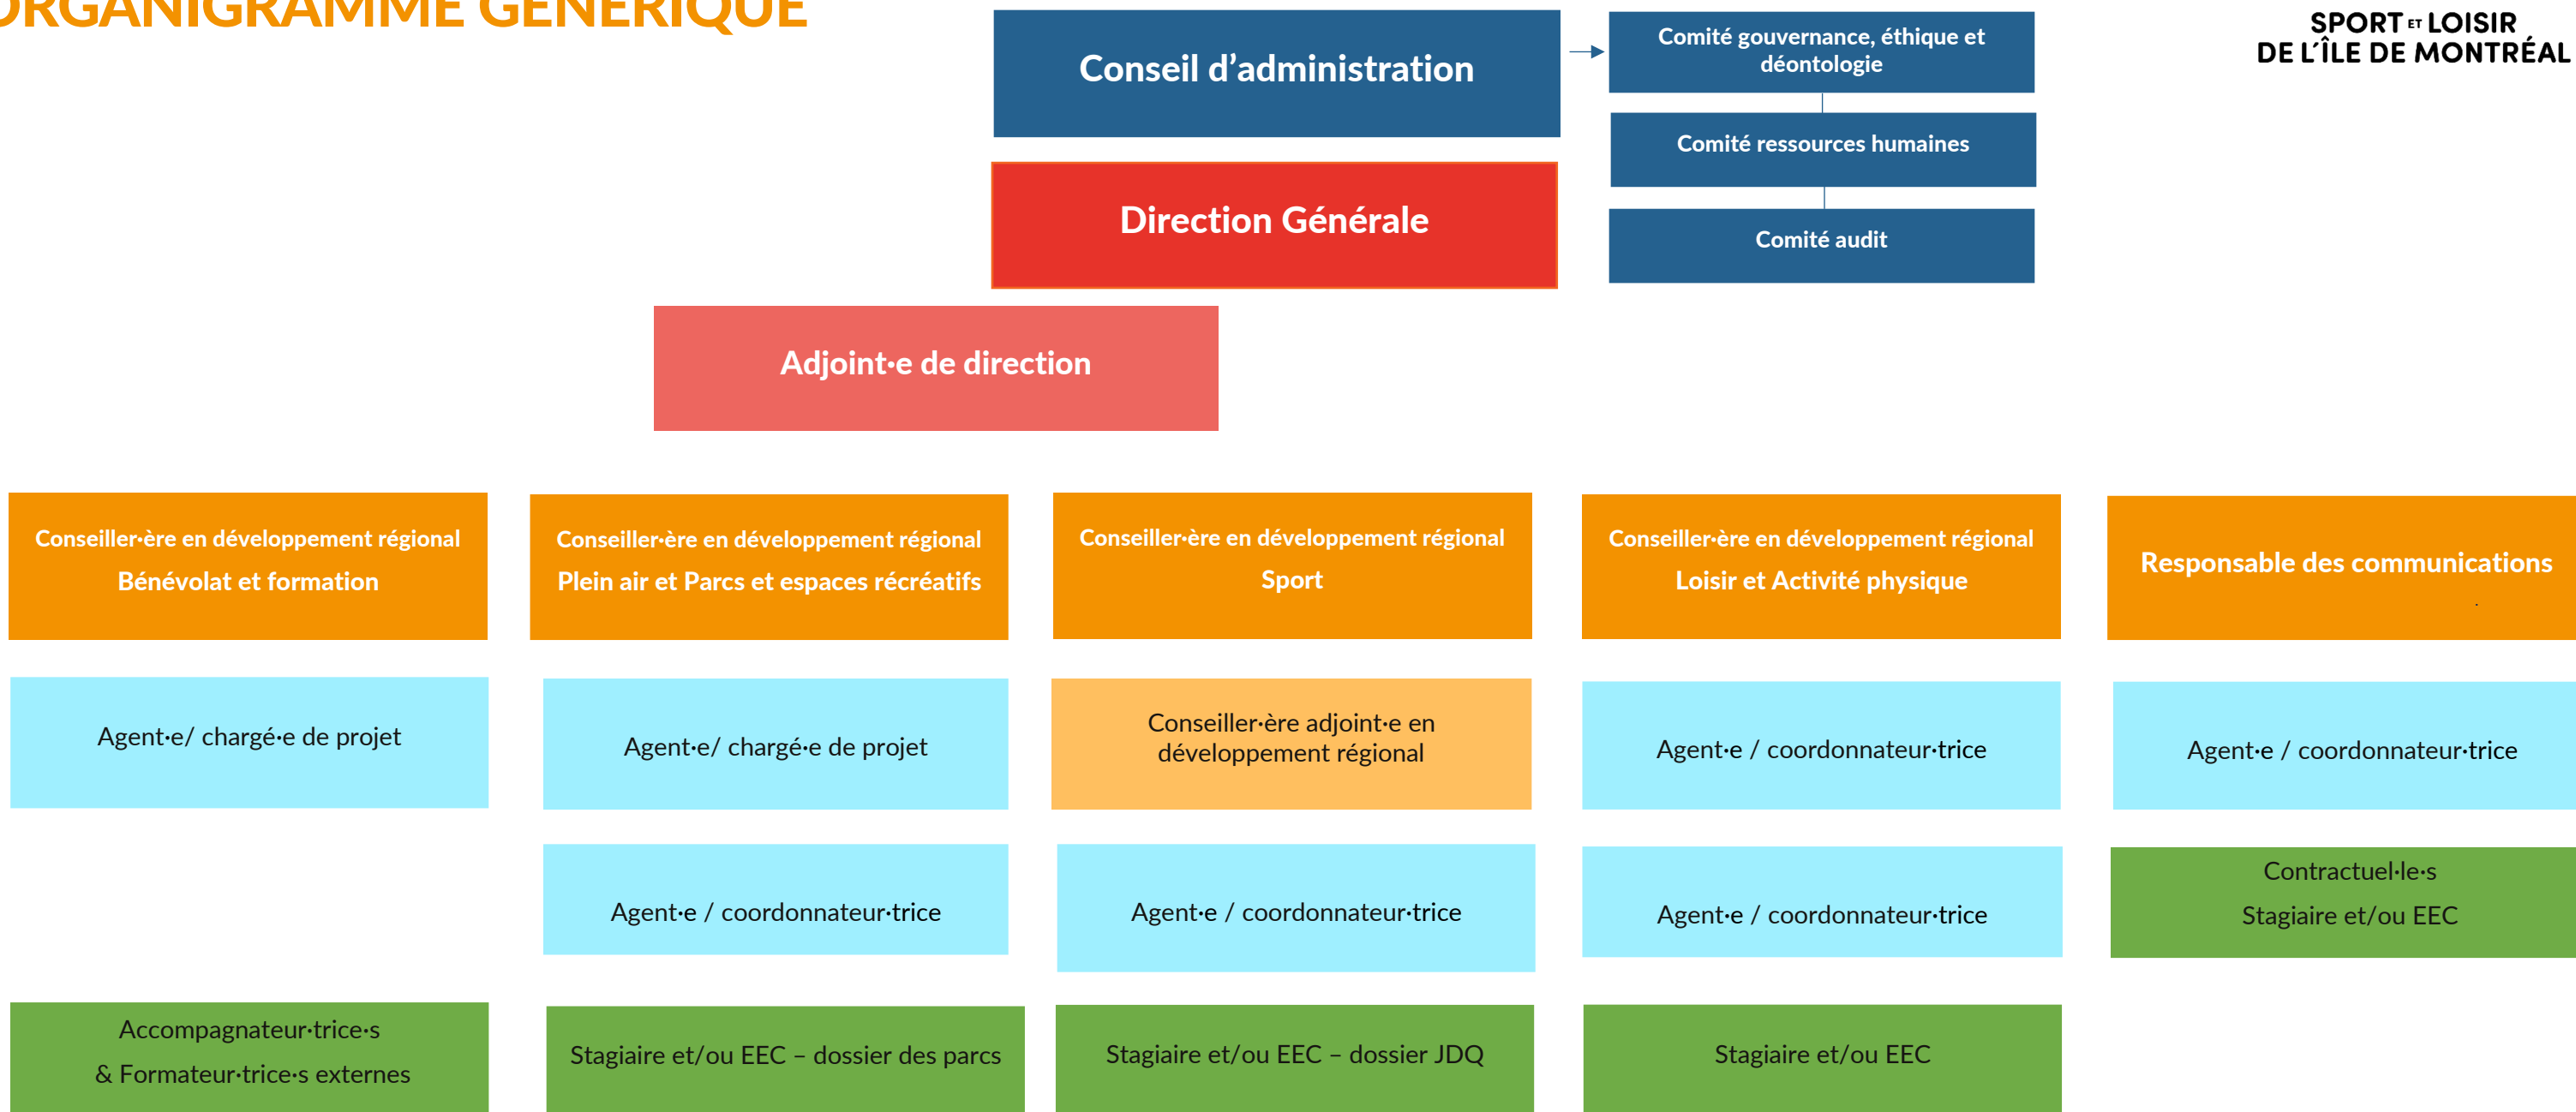 ORGANIGRAMME GÉNÉRIQUE
SPORT ET LOISIR
DE L'ÎLE DE MONTRÉAL
Conseil d’administration
Comité gouvernance, éthique et
déontologie
Comité ressources humaines
Direction Générale
Comité audit
Adjoint·e de direction
Conseiller·ère en développement régional
Bénévolat et formation
Conseiller·ère en développement régional
Plein air et Parcs et espaces récréatifs
Conseiller·ère en développement régional
Sport
Conseiller·ère en développement régional
Loisir et Activité physique
Responsable des communications
.
Agent·e/ chargé·e de projet
Agent·e/ chargé·e de projet
Conseiller·ère adjoint·e en
développement régional
Agent·e / coordonnateur·trice
Agent·e / coordonnateur·trice
Agent·e / coordonnateur·trice
Agent·e / coordonnateur·trice
Agent·e / coordonnateur·trice
Contractuel·le·s
Stagiaire et/ou EEC
Accompagnateur·trice·s
& Formateur·trice·s externes
Stagiaire et/ou EEC – dossier des parcs
Stagiaire et/ou EEC – dossier JDQ
Stagiaire et/ou EEC